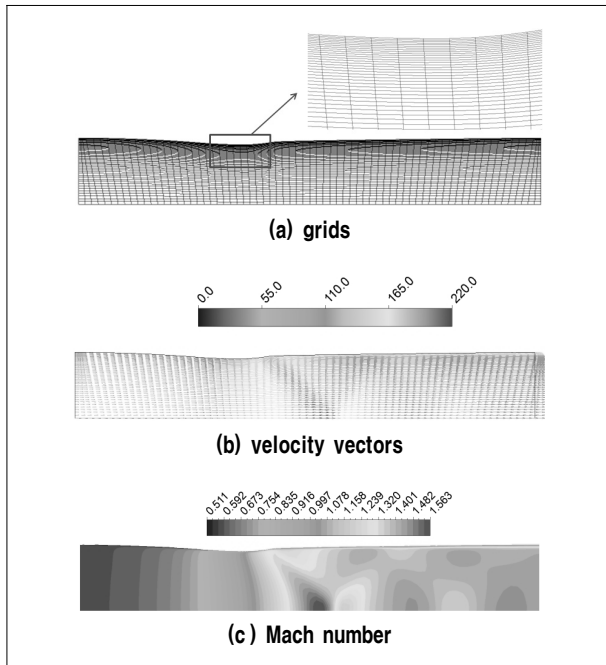 (a) grids
0.0 55.0 110.0 165.0 220.0
(b) velocity vectors
0.511 0.592 0.673 0.754 0.835 0.916 0.997 1.078 1.158 1.239 1.320 1.401 1.482 1.563
(c) Mach number